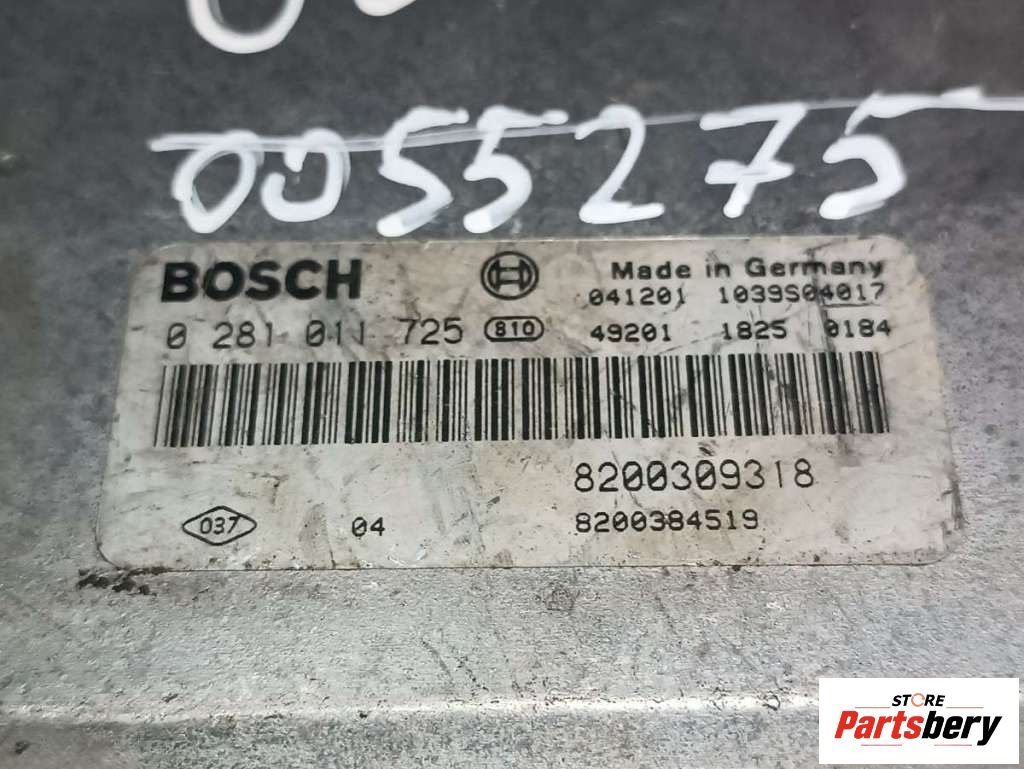 0055275
BOSCH Made in Germany
041201 1039S04017
0 281 011 725 810 49201 1825 0184
8200309318
037 04 8200384519
STORE
Partsbery